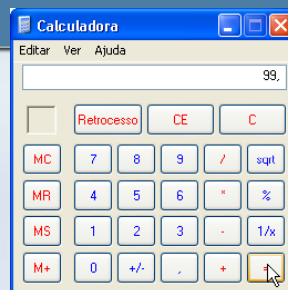 Calculadora
Editar Ver Ajuda
99,
Retrocesso CE C
MC 7 8 9 / sqrt
MR 4 5 6 * %
MS 1 2 3 - 1/x
M+ 0 +/- , + =